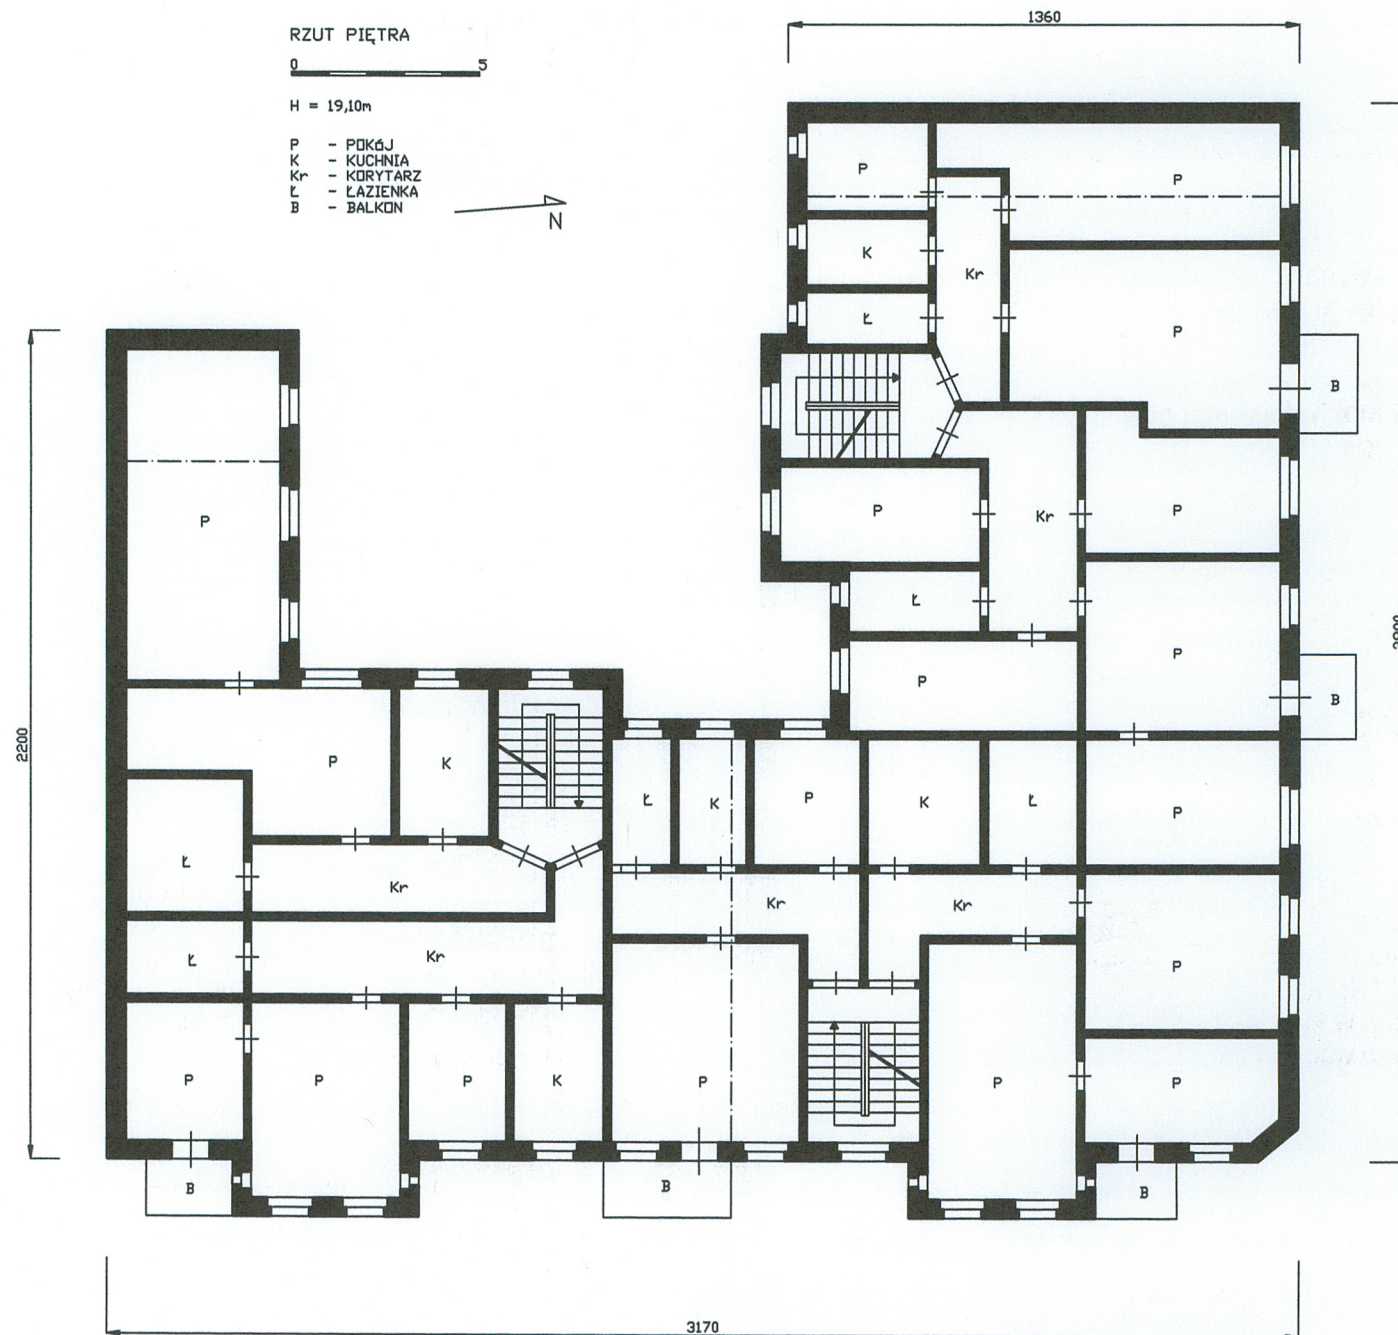 1360
RZUT PIĘTRA
0 5
H = 19,10m
P - POKÓJ
K - KUCHNIA
Kr - KORYTARZ
Ł - ŁAZIENKA
B - BALKON
N
P
P
K
Kr
Ł
P
B
P
P
P
Kr
Ł
P
P
B
2200
P
K
Ł
K
P
K
Ł
P
Ł
Kr
Kr
Kr
Ł
Kr
P
P
P
P
K
P
P
P
B
B
B
3170